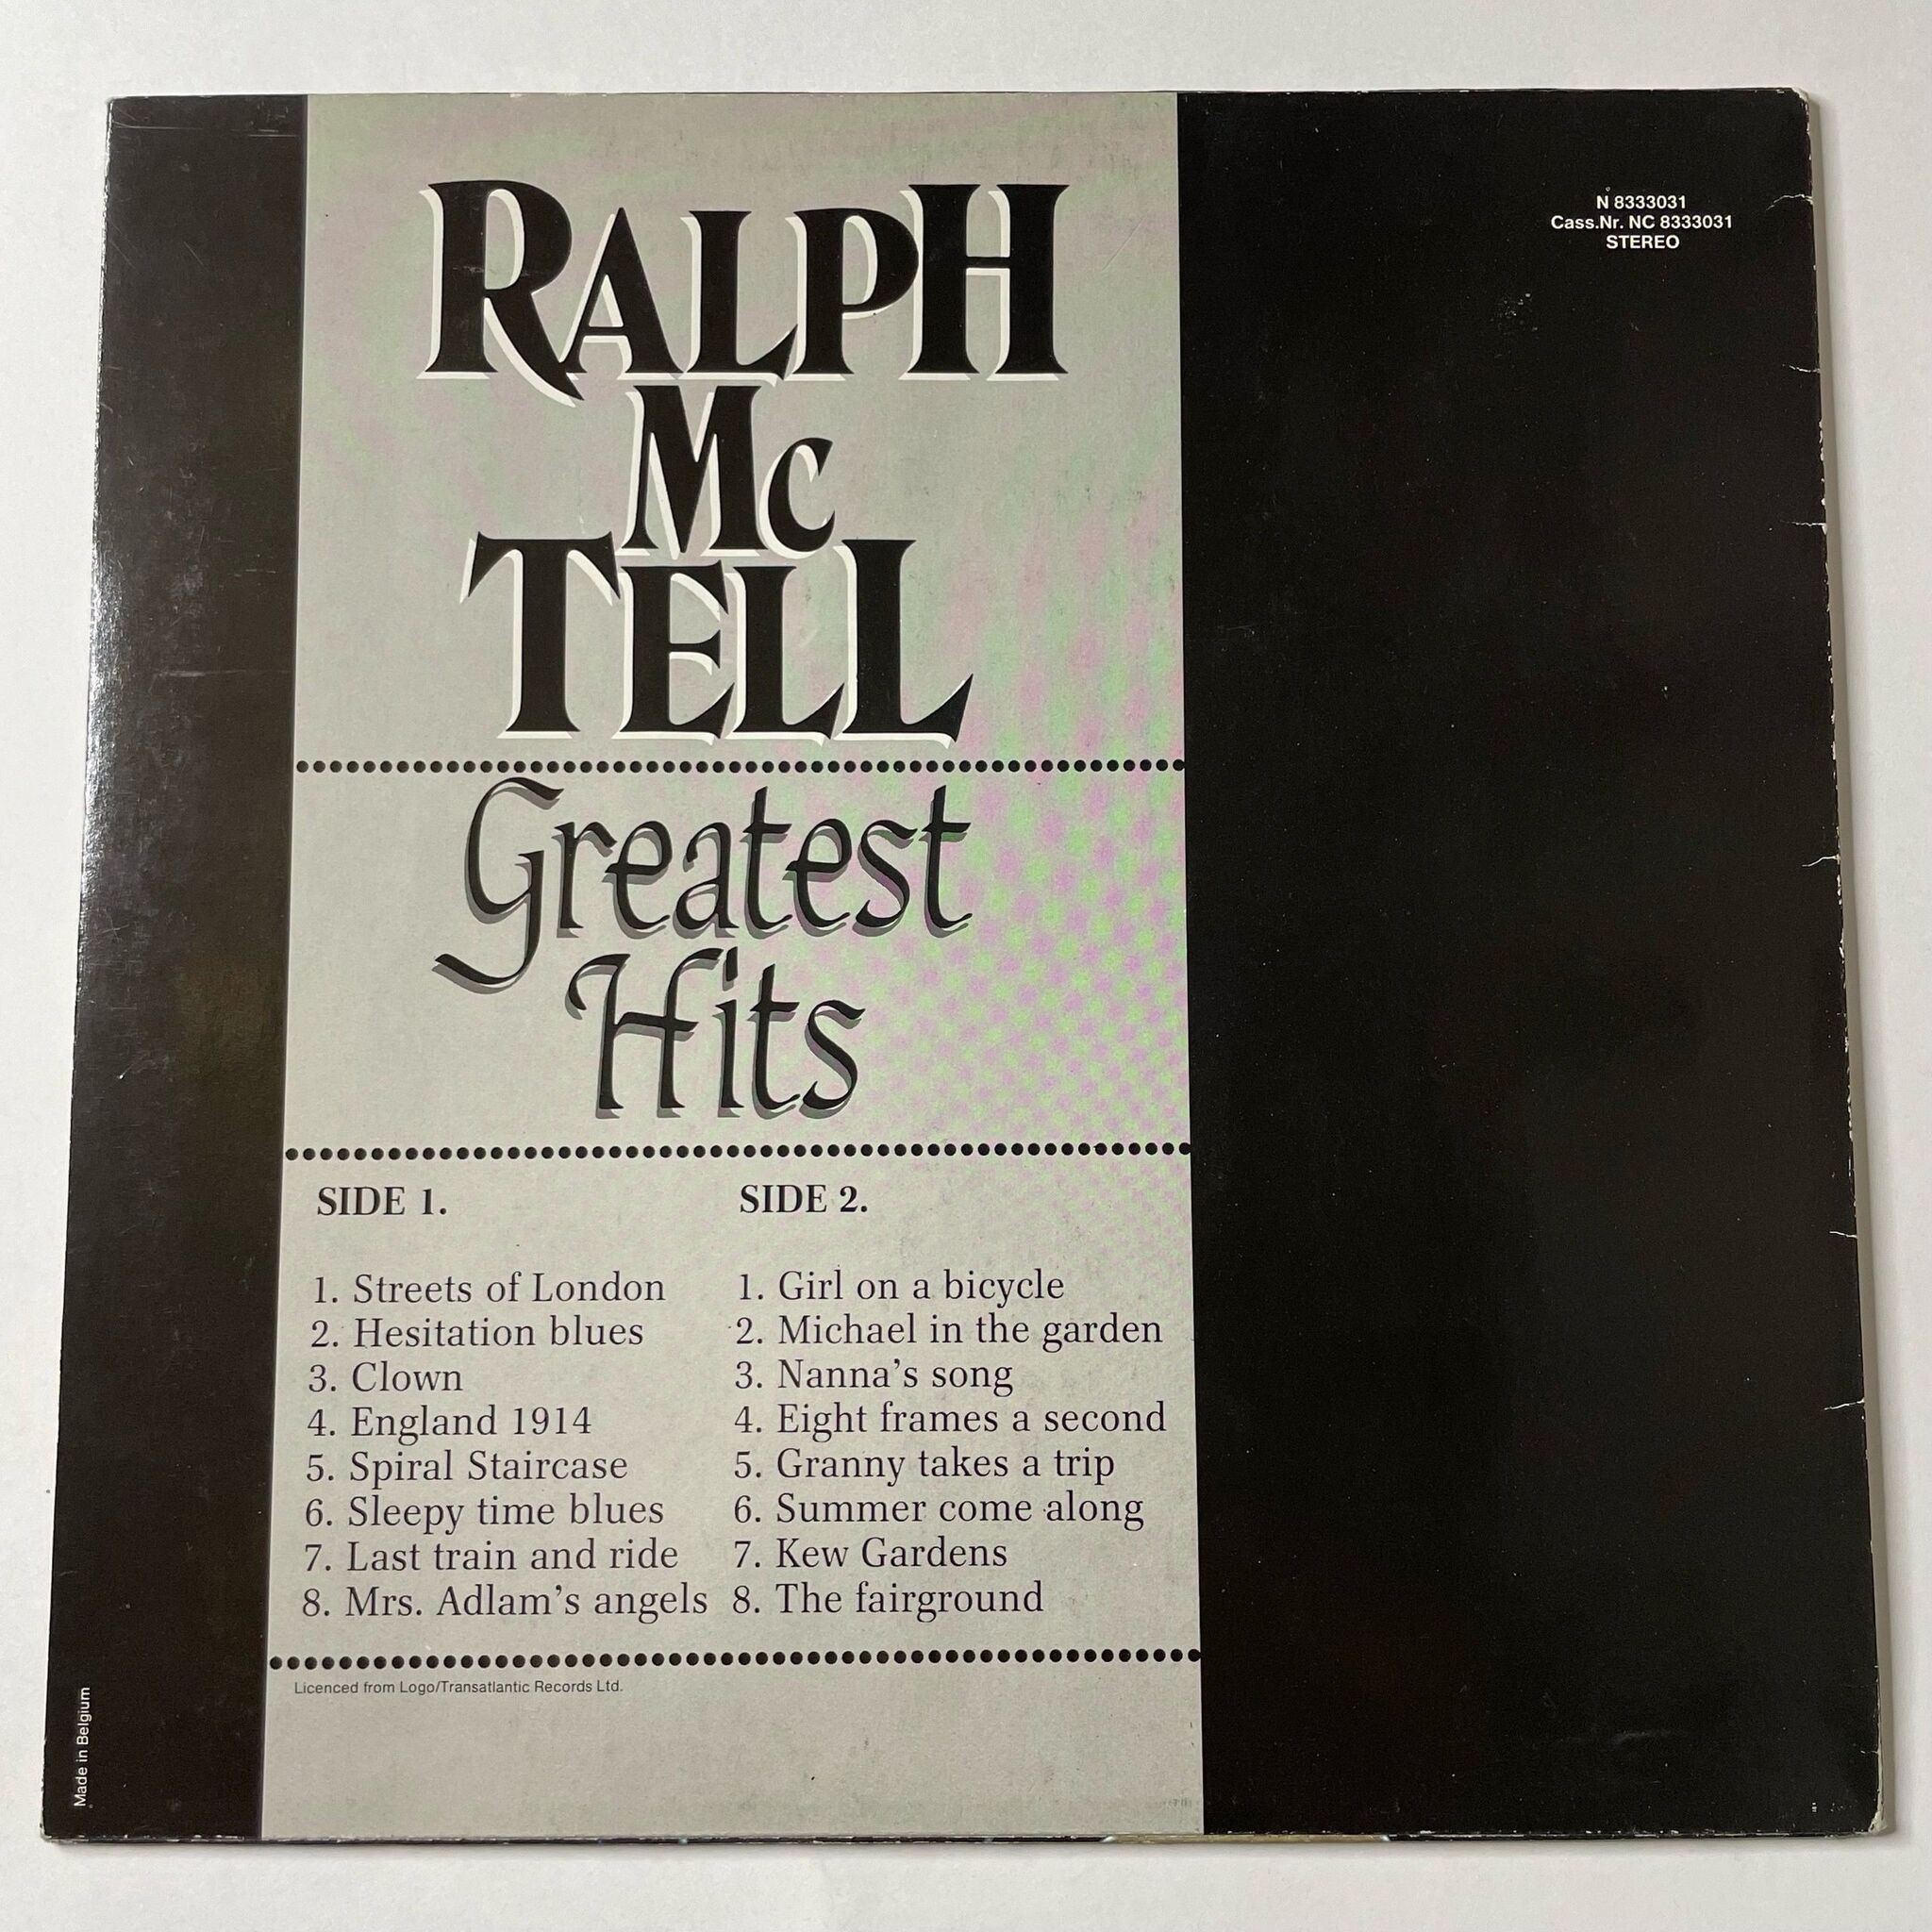 N 8333031
Cass.Nr. NC 8333031
STEREO
RALPH
Mc
TELL
Greatest
Hits
SIDE 1.
1. Streets of London
2. Hesitation blues
3. Clown
4. England 1914
5. Spiral Staircase
6. Sleepy time blues
7. Last train and ride
8. Mrs. Adlam's angels
SIDE 2.
1. Girl on a bicycle
2. Michael in the garden
3. Nanna's song
4. Eight frames a second
5. Granny takes a trip
6. Summer come along
7. Kew Gardens
8. The fairground
Licenced from Logo/Transatlantic Records Ltd.
Made in Belgium